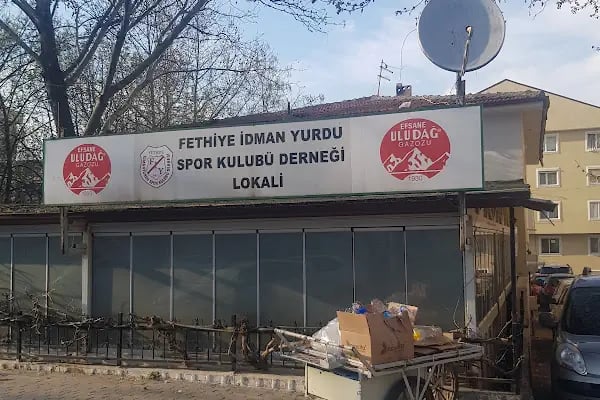 FETHİYE İDMAN YURDU
SPOR KULUBÜ DERNEĞİ
LOKALİ
EFSANE
ULUDAĞ
GAZOZU
EFSANE
ULUDAĞ
GAZOZU
1930